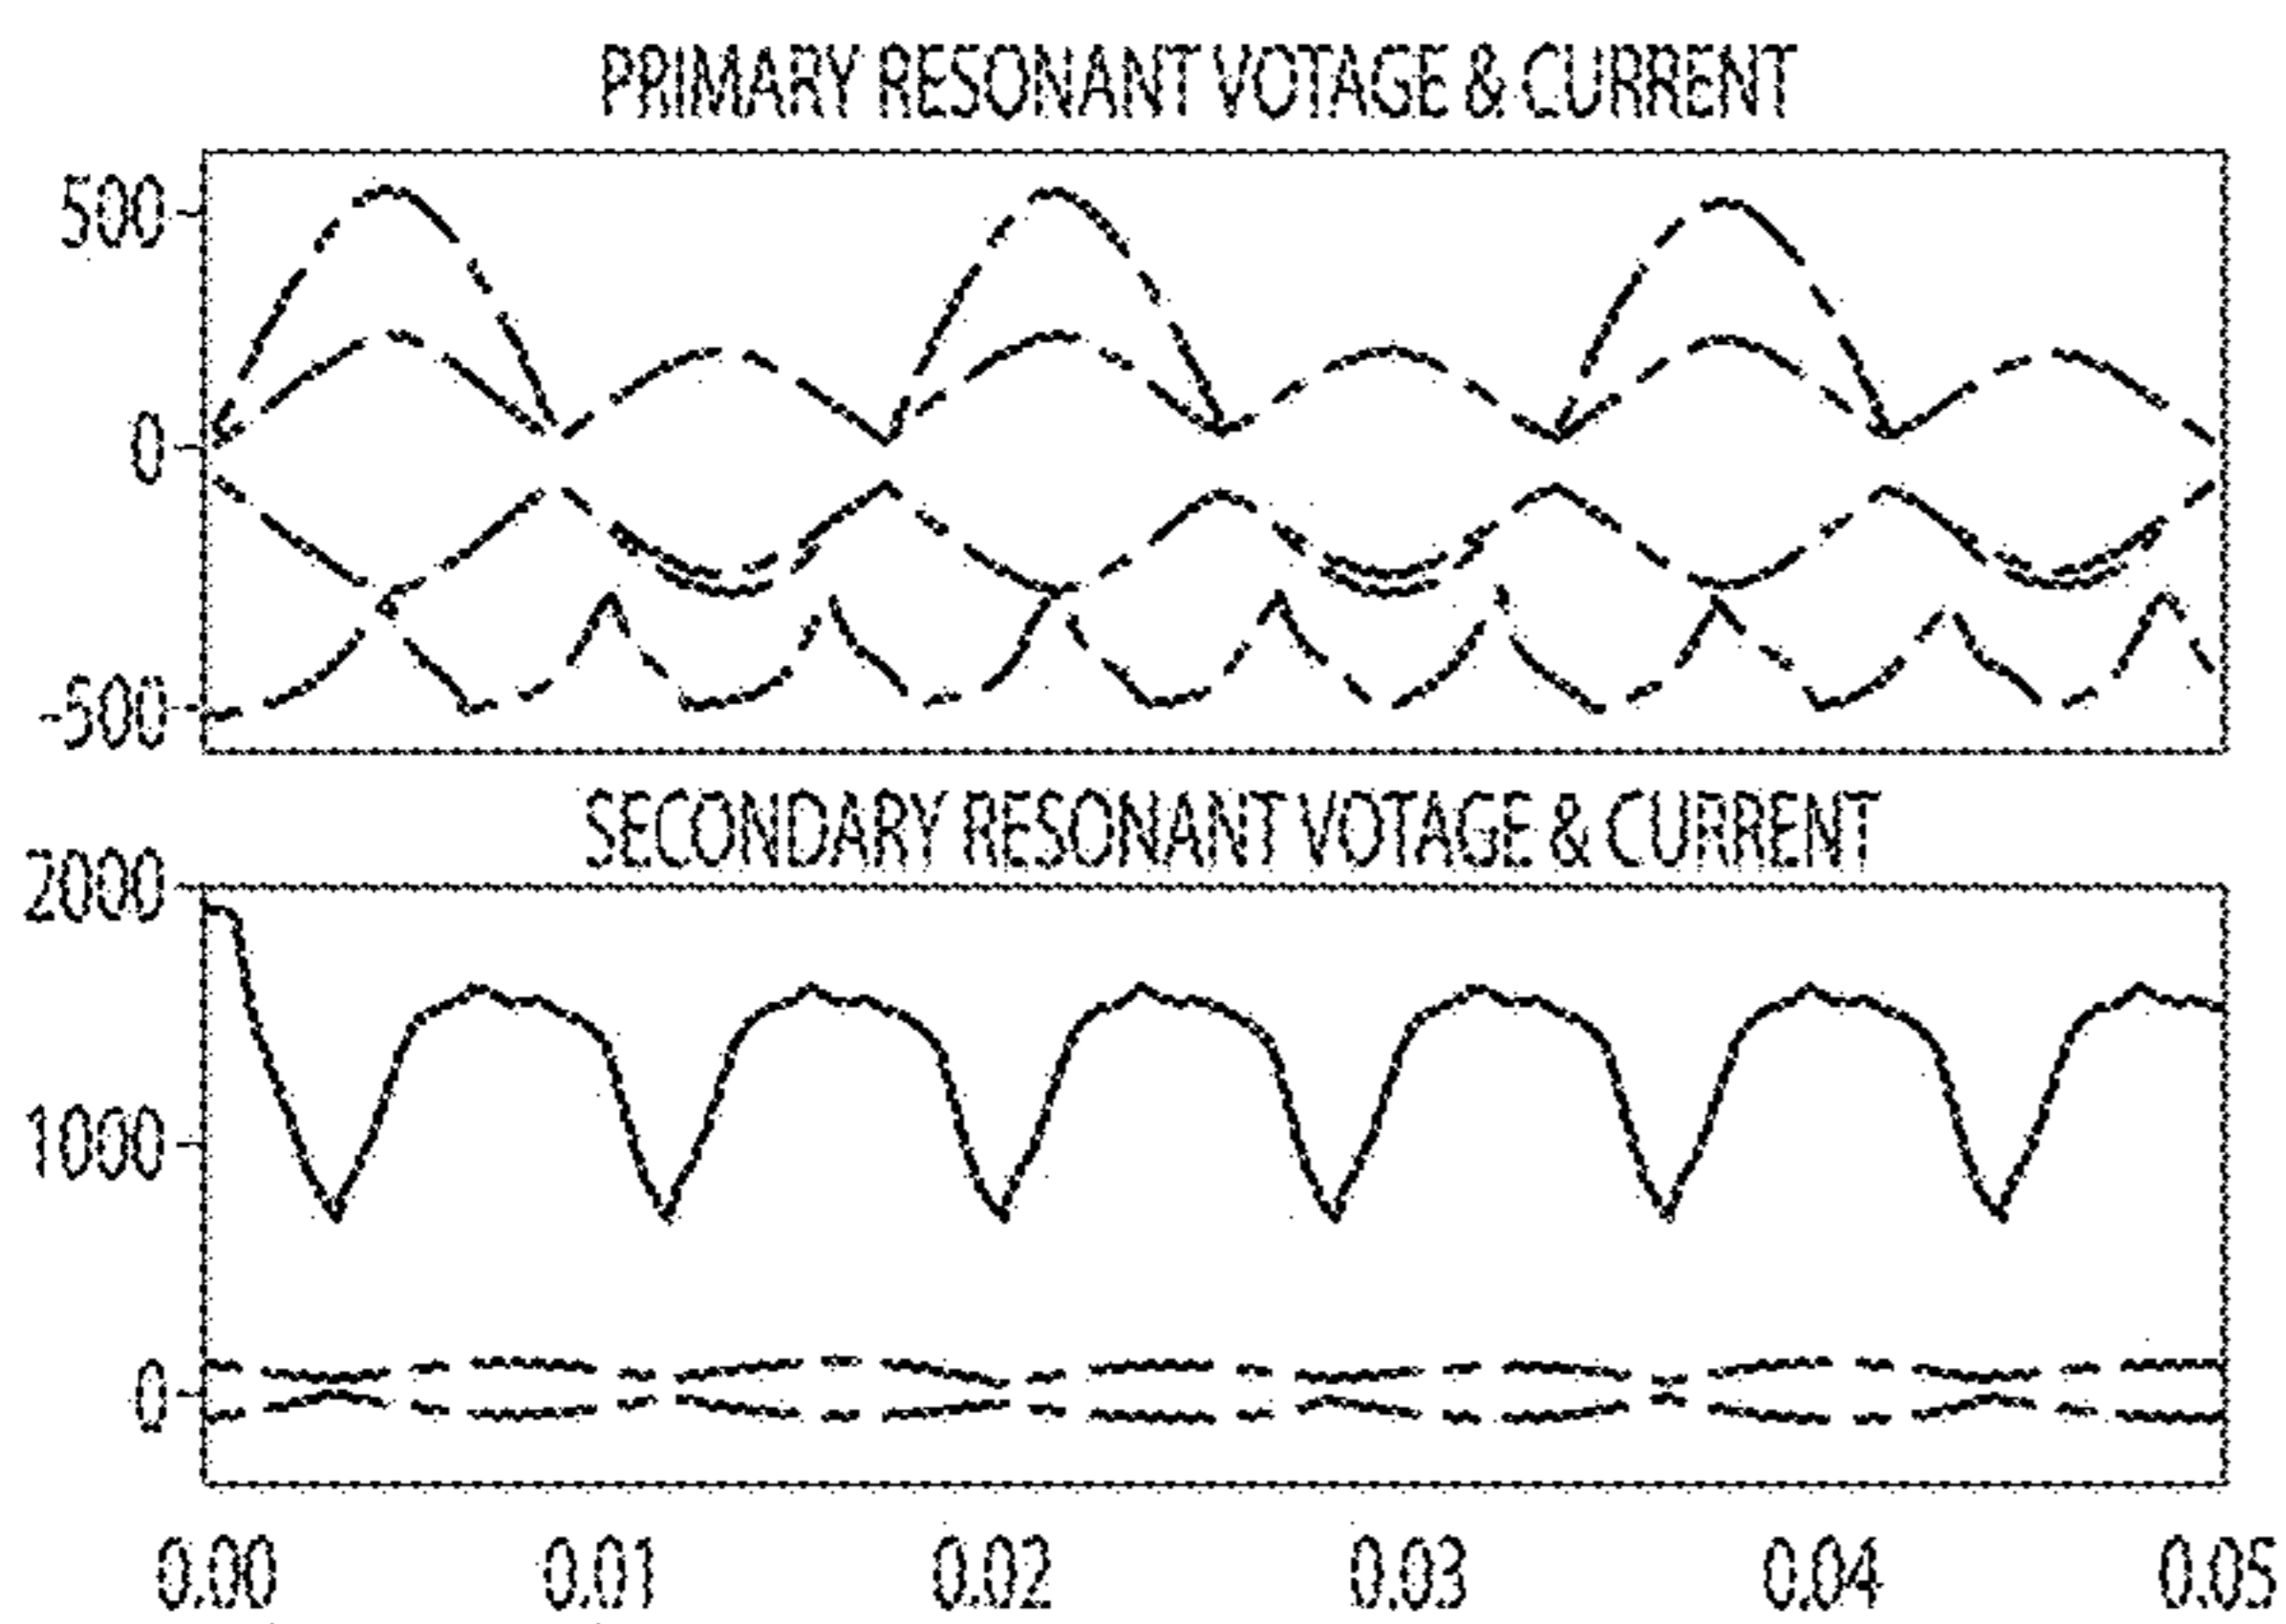 PRIMARY RESONANT VOTAGE & CURRENT
500
0
-500
SECONDARY RESONANT VOTAGE & CURRENT
2000
1000
0
0.00 0.01 0.02 0.03 0.04 0.05